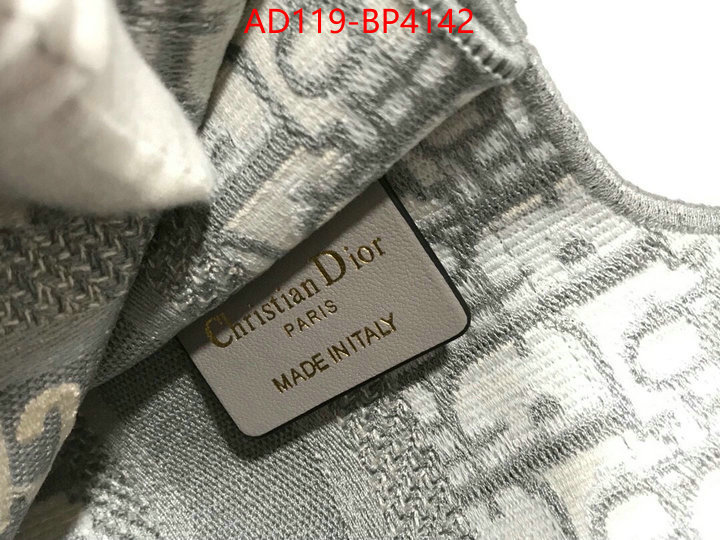 AD119-BP4142
Christian Dior
PARIS
MADE IN ITALY